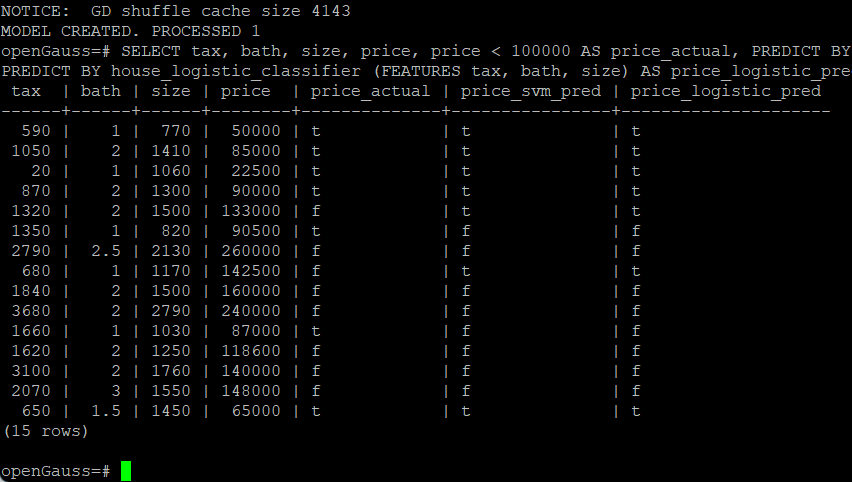 NOTICE:  GD shuffle cache size 4143
MODEL CREATED. PROCESSED 1
openGauss=# SELECT tax, bath, size, price, price < 100000 AS price_actual, PREDICT BY
PREDICT BY house_logistic_classifier (FEATURES tax, bath, size) AS price_logistic_pre
 tax  | bath | size | price  | price_actual | price_svm_pred | price_logistic_pred
------+------+------+--------+--------------+----------------+---------------------
  590 |    1 |  770 |  50000 | t            | t              | t
 1050 |    2 | 1410 |  85000 | t            | t              | t
   20 |    1 | 1060 |  22500 | t            | t              | t
  870 |    2 | 1300 |  90000 | t            | t              | t
 1320 |    2 | 1500 | 133000 | f            | t              | t
 1350 |    1 |  820 |  90500 | t            | f              | f
 2790 |  2.5 | 2130 | 260000 | f            | f              | f
  680 |    1 | 1170 | 142500 | f            | t              | t
 1840 |    2 | 1500 | 160000 | f            | f              | f
 3680 |    2 | 2790 | 240000 | f            | f              | f
 1660 |    1 | 1030 |  87000 | t            | f              | f
 1620 |    2 | 1250 | 118600 | f            | f              | f
 3100 |    2 | 1760 | 140000 | f            | f              | f
 2070 |    3 | 1550 | 148000 | f            | f              | f
  650 |  1.5 | 1450 |  65000 | t            | t              | t
(15 rows)
openGauss=#